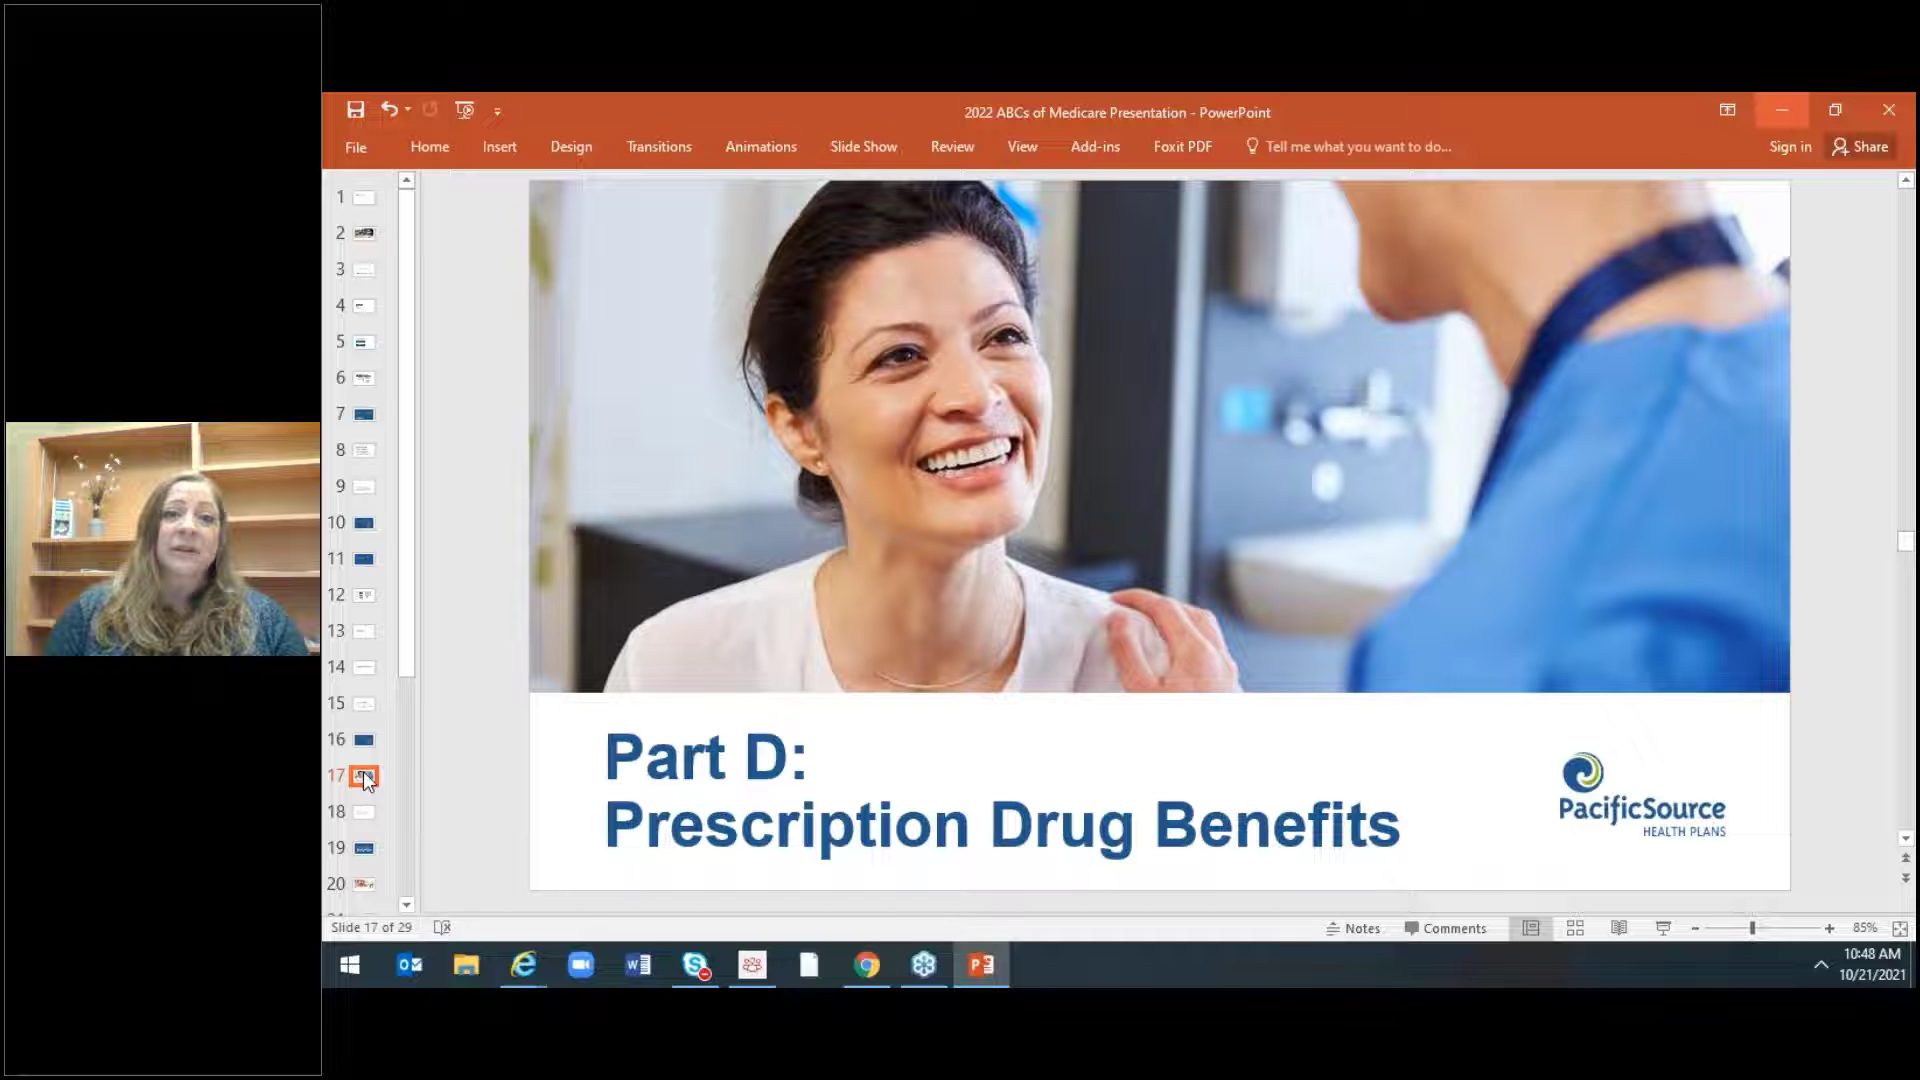 2022 ABCs of Medicare Presentation - PowerPoint
File Home Insert Design Transitions Animations Slide Show Review View Add-ins Foxit PDF Tell me what you want to do... Sign in Share
1
2
3
4
5
6
7
8
9
10
11
12
13
14
15
16
17
18
19
20
Part D:
Prescription Drug Benefits
PacificSource
HEALTH PLANS
Slide 17 of 29 Notes Comments 85%
10:48 AM
10/21/2021